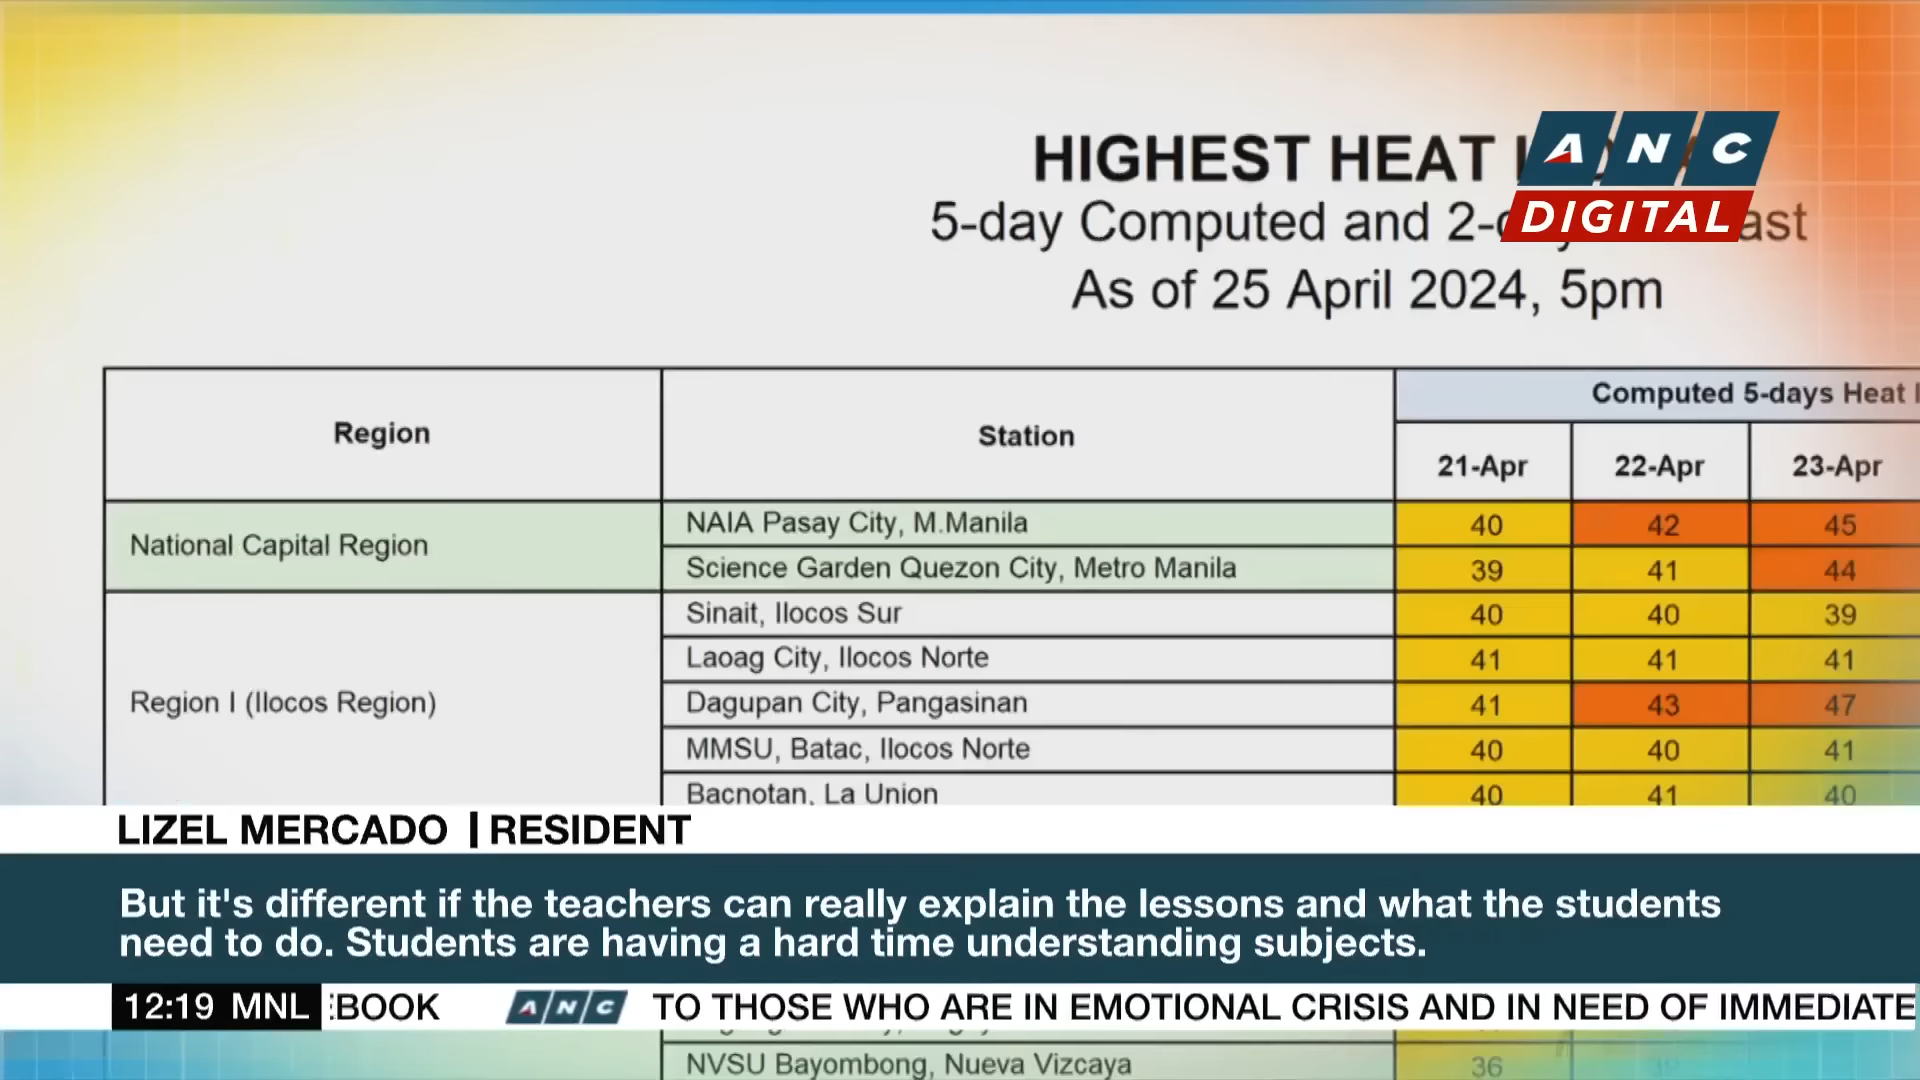 HIGHEST HEAT
ANC
DIGITAL
5-day Computed and
As of 25 April 2024, 5pm
Region
Station
Computed 5-days Heat
21-Apr
22-Apr
23-Apr
National Capital Region
NAIA Pasay City, M.Manila
40
42
45
Science Garden Quezon City, Metro Manila
39
41
44
Region I (Ilocos Region)
Sinait, Ilocos Sur
40
40
39
Laoag City, Ilocos Norte
41
41
41
Dagupan City, Pangasinan
41
43
47
MMSU, Batac, Ilocos Norte
40
40
41
Bacnotan, La Union
40
41
40
LIZEL MERCADO | RESIDENT
But it's different if the teachers can really explain the lessons and what the students
need to do. Students are having a hard time understanding subjects.
12:19 MNL
EBOOK ANC TO THOSE WHO ARE IN EMOTIONAL CRISIS AND IN NEED OF IMMEDIATE
NVSU Bayombong, Nueva Vizcaya
36